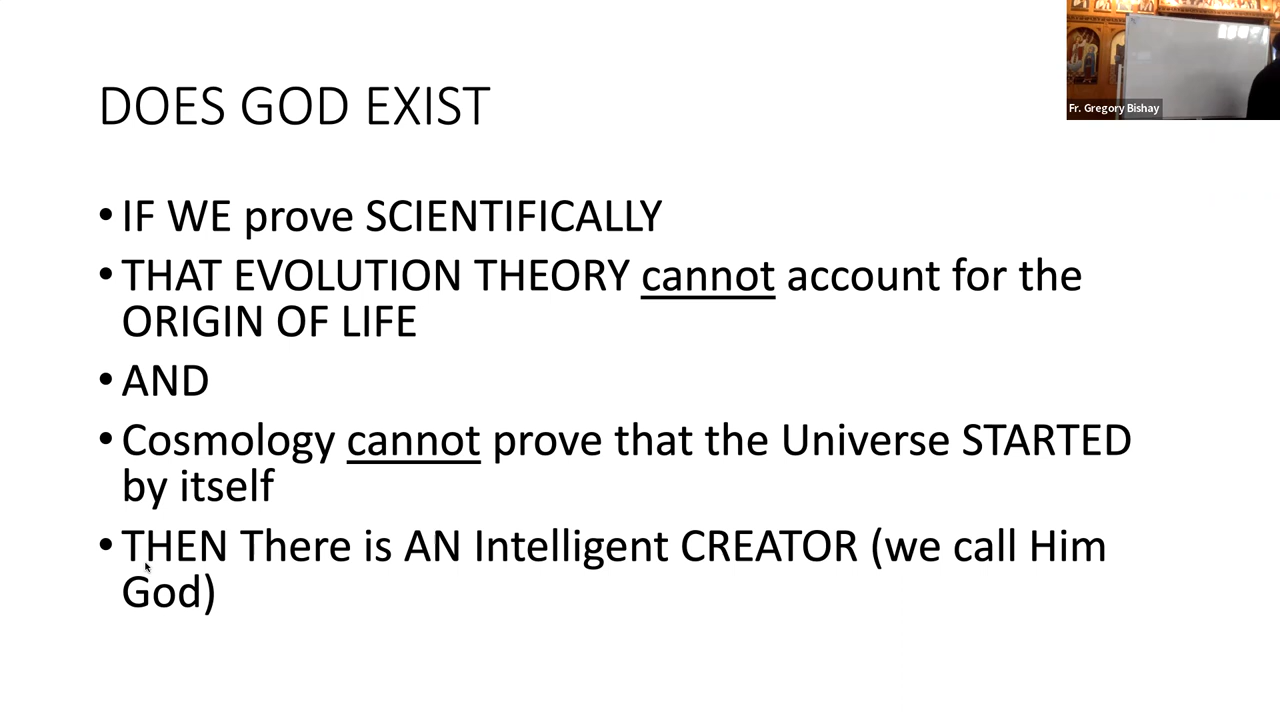 Fr. Gregory Bishay
DOES GOD EXIST
• IF WE prove SCIENTIFICALLY
• THAT EVOLUTION THEORY cannot account for the
ORIGIN OF LIFE
• AND
• Cosmology cannot prove that the Universe STARTED
by itself
• THEN There is AN Intelligent CREATOR (we call Him
God)